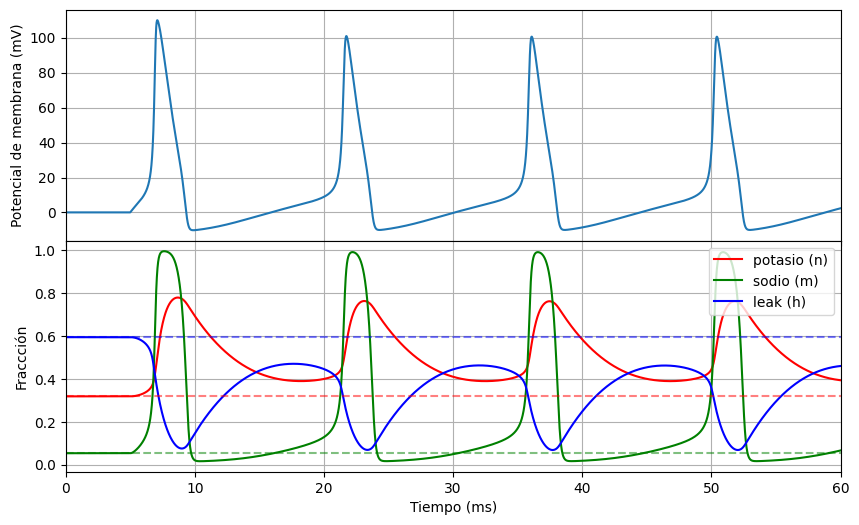 Potencial de membrana (mV)
100
80
60
40
20
0
Fraccción
1.0
0.8
0.6
0.4
0.2
0.0
potasio (n)
sodio (m)
leak (h)
0 10 20 30 40 50 60
Tiempo (ms)